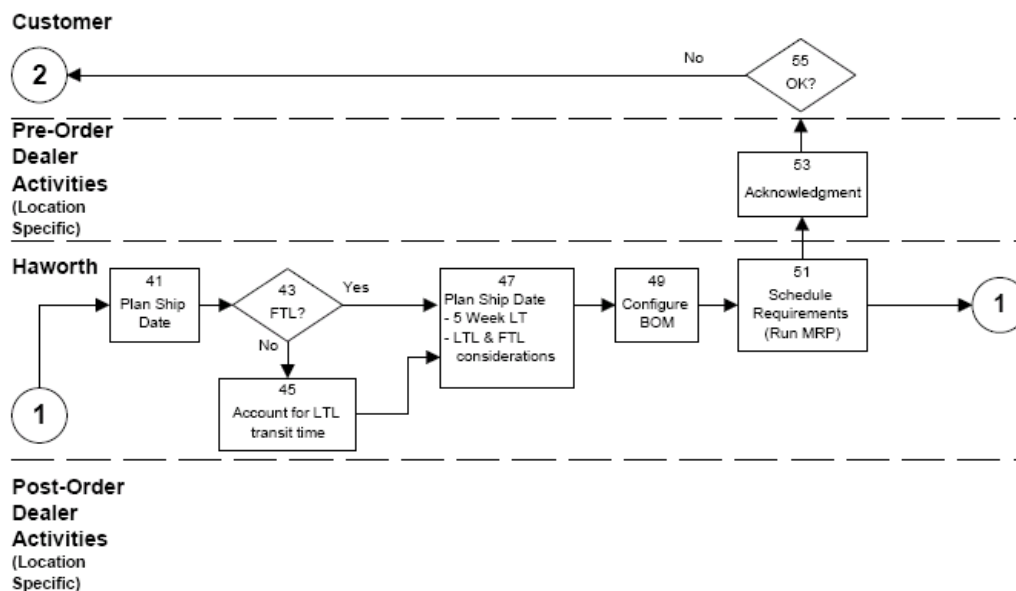 Customer
2
No
55
OK?
Pre-Order
Dealer
Activities
(Location
Specific)
53
Acknowledgment
Haworth
41
Plan Ship
Date
43
FTL?
Yes
No
45
Account for LTL
transit time
47
Plan Ship Date
- 5 Week LT
- LTL & FTL
considerations
49
Configure
BOM
51
Schedule
Requirements
(Run MRP)
1
1
Post-Order
Dealer
Activities
(Location
Specific)